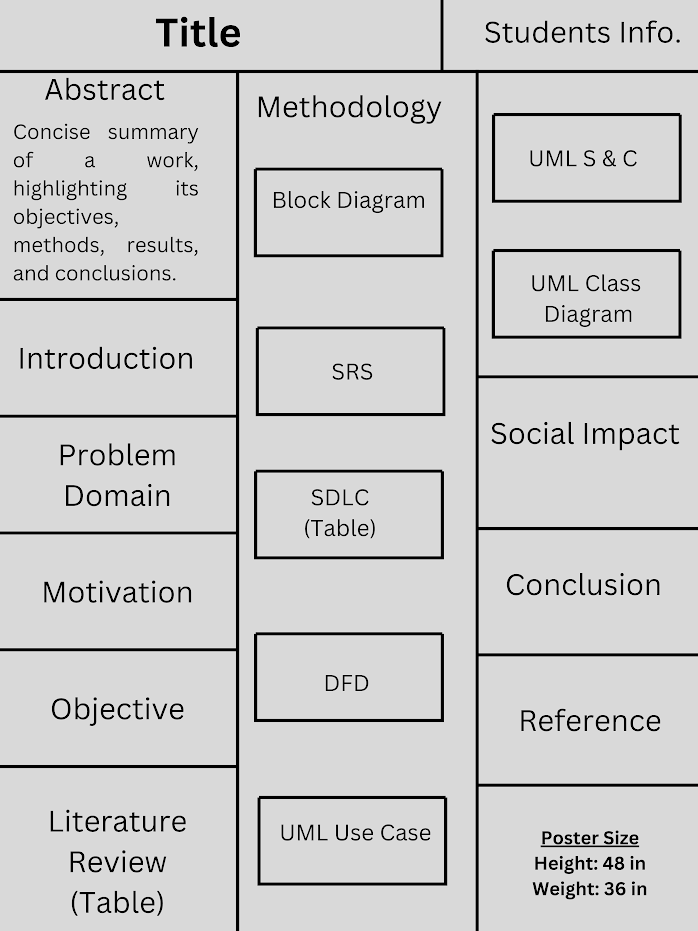 Title
Students Info.
Abstract
Concise summary
of a work,
highlighting its
objectives,
methods, results,
and conclusions.
Introduction
Problem
Domain
Motivation
Objective
Literature
Review
(Table)
Methodology
Block Diagram
SRS
SDLC
(Table)
DFD
UML Use Case
UML S & C
UML Class
Diagram
Social Impact
Conclusion
Reference
Poster Size
Height: 48 in
Weight: 36 in